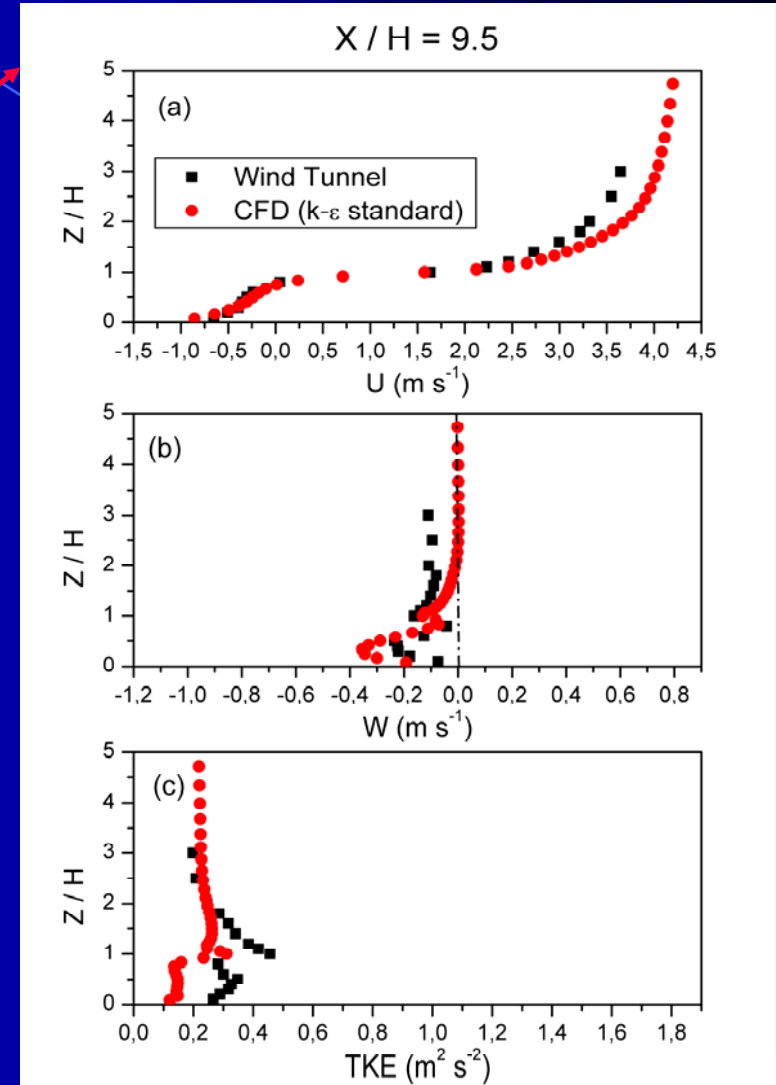 X / H = 9.5
(a)
5
4
3
2
1
0
Z / H
Wind Tunnel
CFD (k-ε standard)
-1,5 -1,0 -0,5 0,0 0,5 1,0 1,5 2,0 2,5 3,0 3,5 4,0 4,5
U (m s⁻¹)
(b)
5
4
3
2
1
0
Z / H
-1,2 -1,0 -0,8 -0,6 -0,4 -0,2 0,0 0,2 0,4 0,6 0,8
W (m s⁻¹)
(c)
5
4
3
2
1
0
Z / H
0,0 0,2 0,4 0,6 0,8 1,0 1,2 1,4 1,6 1,8
TKE (m² s⁻²)